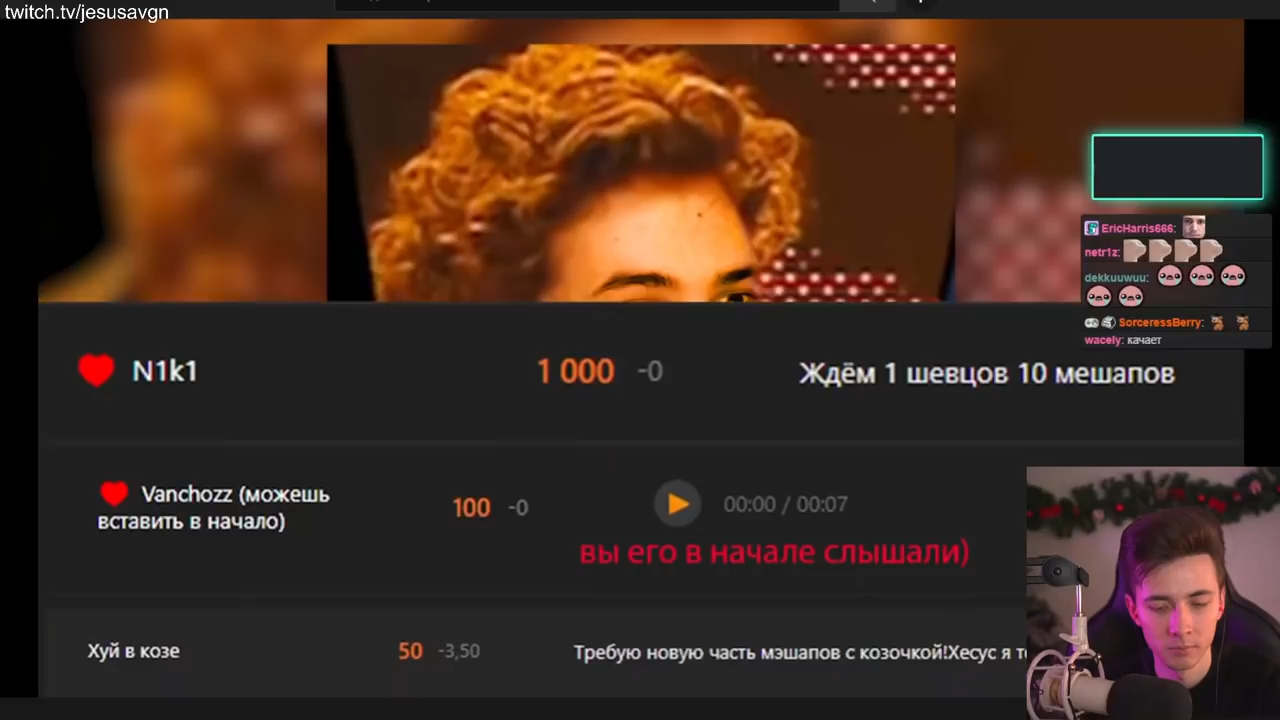 twitch.tv/jesusavgn
EricHarris666:
netr1z:
dekkuuwuu:
SorceressBerry:
wacely: качает
N1k1 1 000 -0 Ждём 1 шевцов 10 мешапов
Vanchozz (можешь
вставить в начало)
100 -0 00:00 / 00:07
вы его в начале слышали)
Хуй в козе 50 -3,50 Требую новую часть мэшапов с козочкой!Хесус я т